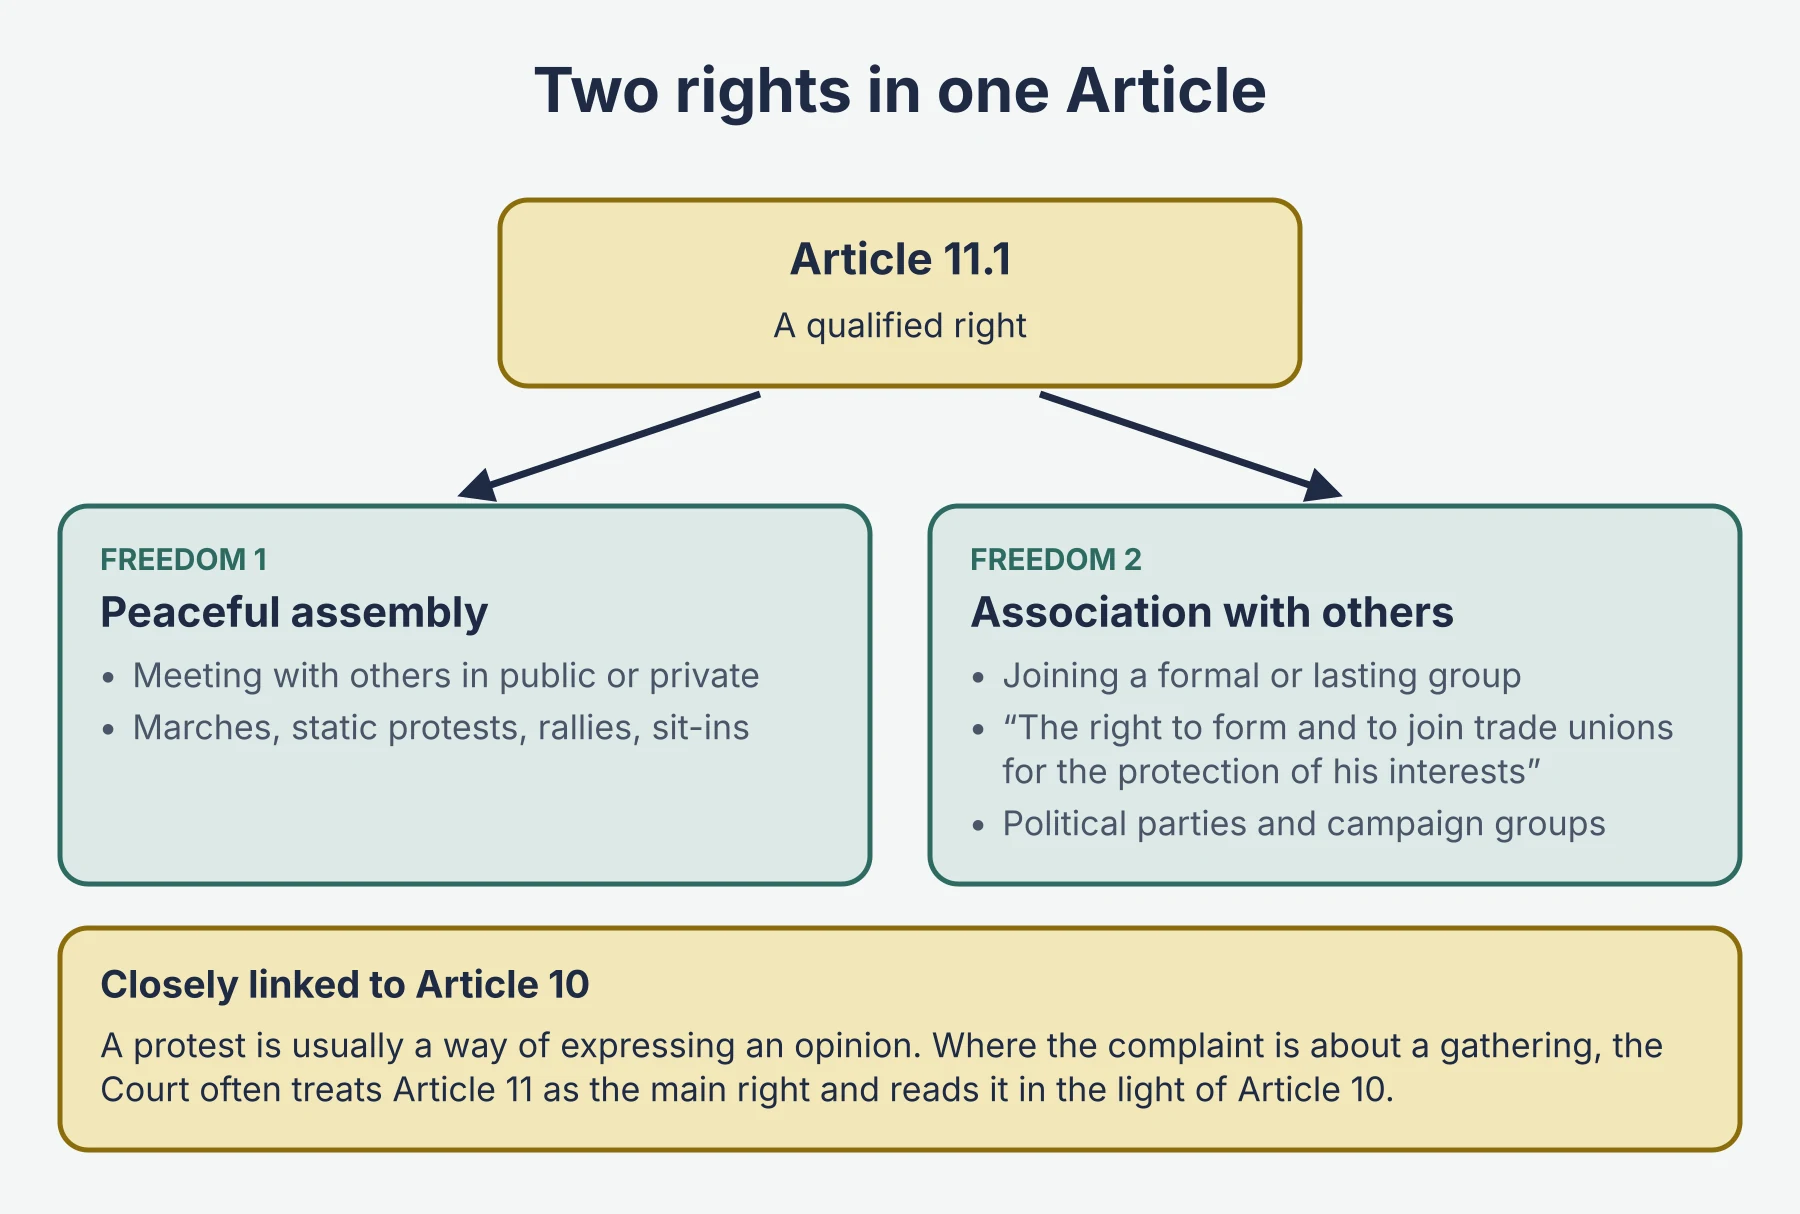 Two rights in one Article
Article 11.1
A qualified right
FREEDOM 1
Peaceful assembly
• Meeting with others in public or private
• Marches, static protests, rallies, sit-ins
FREEDOM 2
Association with others
• Joining a formal or lasting group
• “The right to form and to join trade unions
for the protection of his interests”
• Political parties and campaign groups
Closely linked to Article 10
A protest is usually a way of expressing an opinion. Where the complaint is about a gathering, the
Court often treats Article 11 as the main right and reads it in the light of Article 10.